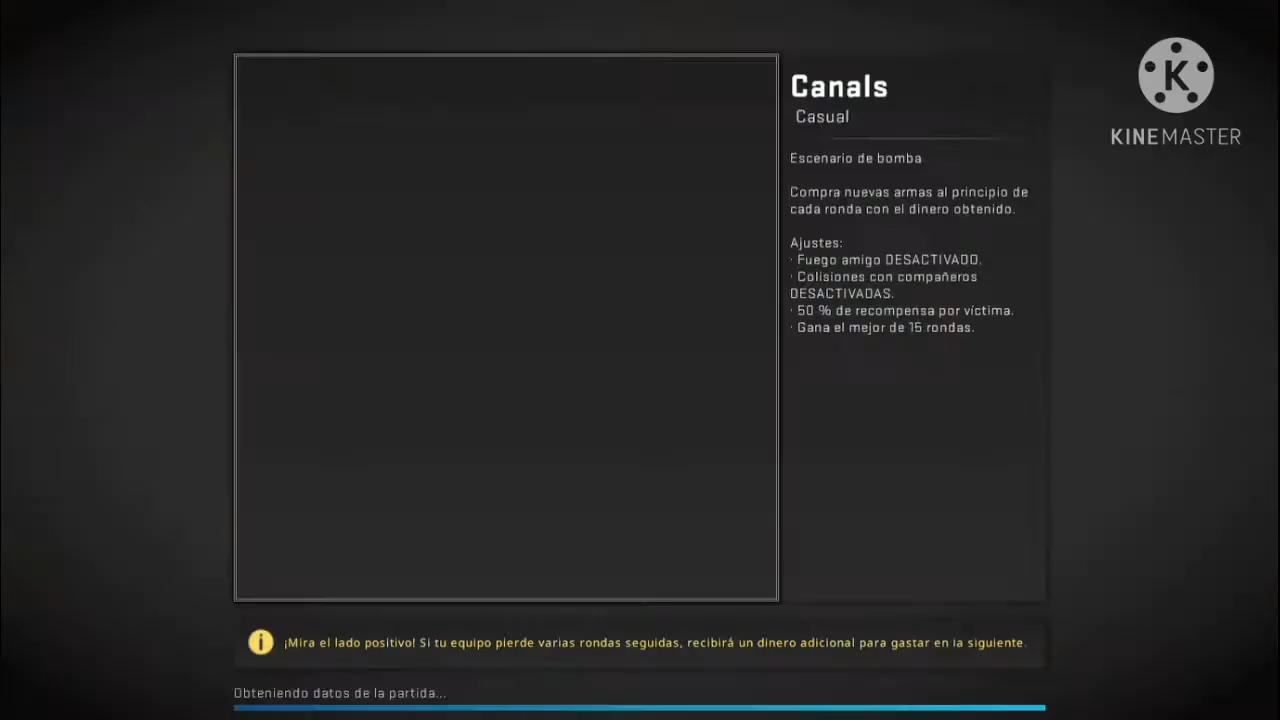 Canals
Casual
K
KINEMASTER
Escenario de bomba
Compra nuevas armas al principio de
cada ronda con el dinero obtenido.
Ajustes:
· Fuego amigo DESACTIVADO.
· Colisiones con compañeros
DESACTIVADAS.
· 50 % de recompensa por víctima.
· Gana el mejor de 15 rondas.
¡Mira el lado positivo! Si tu equipo pierde varias rondas seguidas, recibirá un dinero adicional para gastar en la siguiente.
Obteniendo datos de la partida...